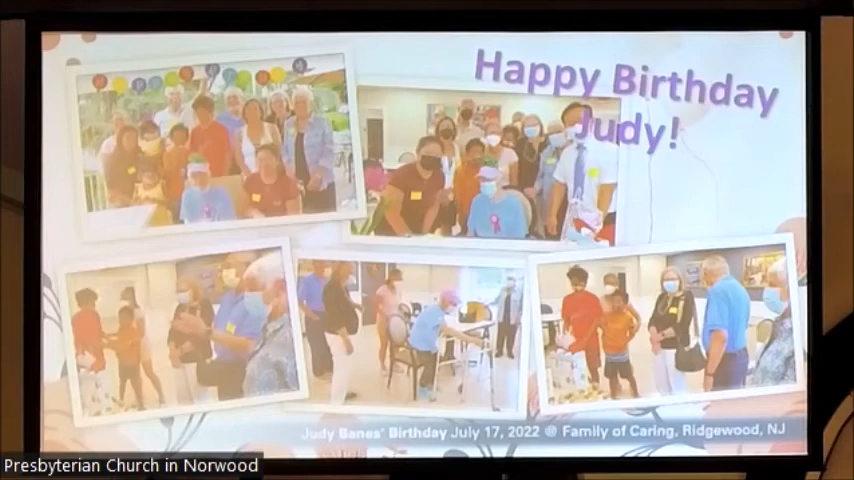 Happy Birthday
Judy!
Judy Banes' Birthday July 17, 2022 @ Family of Caring, Ridgewood, NJ
Presbyterian Church in Norwood